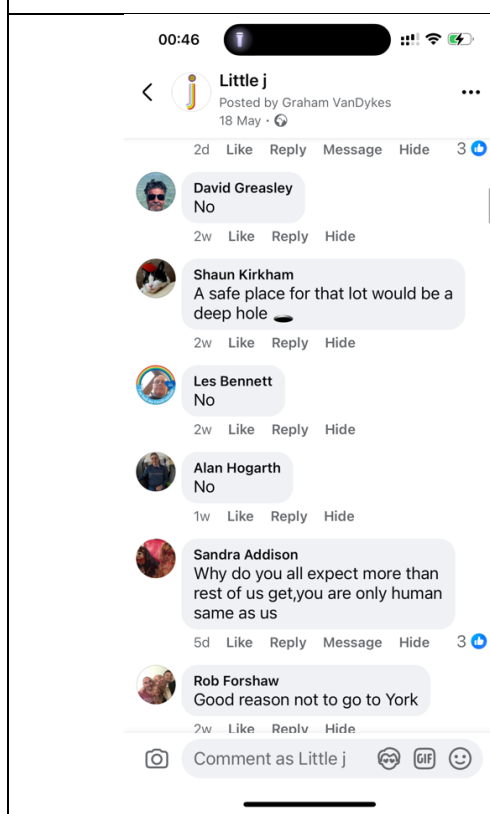 00:46
Little j
Posted by Graham VanDykes
18 May ·
2d Like Reply Message Hide 3
David Greasley
No
2w Like Reply Hide
Shaun Kirkham
A safe place for that lot would be a
deep hole 🕳️
2w Like Reply Hide
Les Bennett
No
2w Like Reply Hide
Alan Hogarth
No
1w Like Reply Hide
Sandra Addison
Why do you all expect more than
rest of us get,you are only human
same as us
5d Like Reply Message Hide 3
Rob Forshaw
Good reason not to go to York
2w Like Reply Hide
Comment as Little j GIF